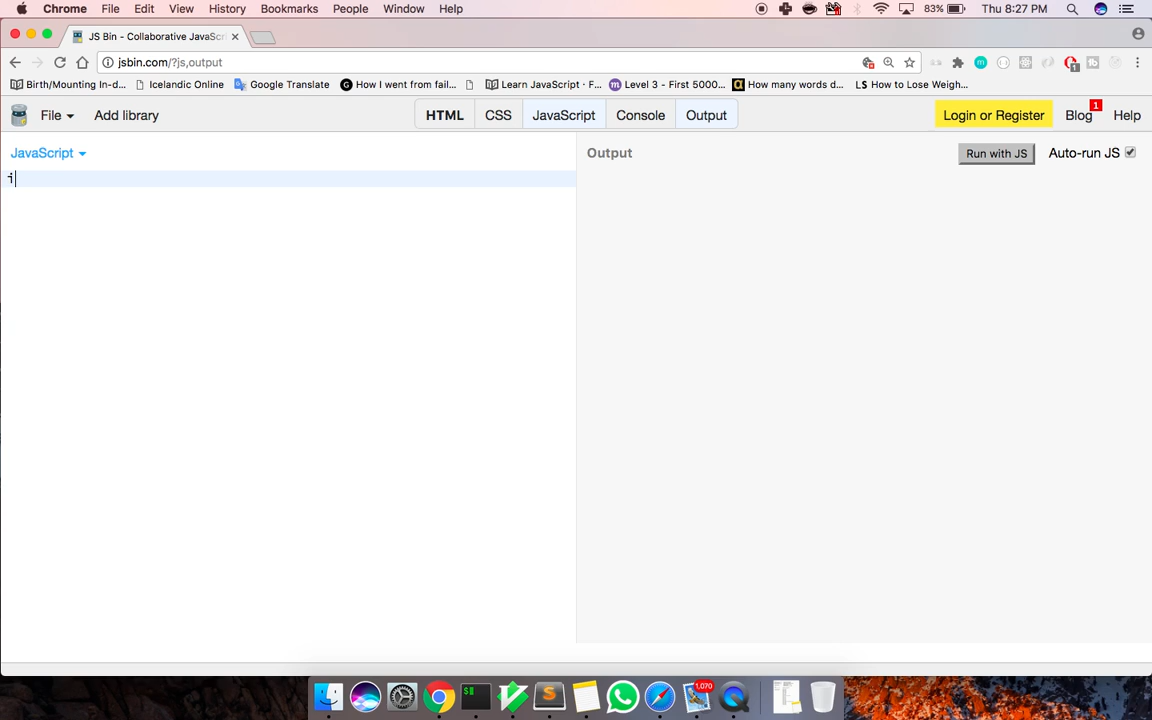 Chrome File Edit View History Bookmarks People Window Help 83% Thu 8:27 PM
JS Bin - Collaborative JavaScri
jsbin.com/?js,output
Birth/Mounting In-d... Icelandic Online Google Translate How I went from fail... Learn JavaScript · F... Level 3 - First 5000... How many words d... LS How to Lose Weigh...
File Add library HTML CSS JavaScript Console Output Login or Register Blog 1 Help
JavaScript Output Run with JS Auto-run JS
i
1,070